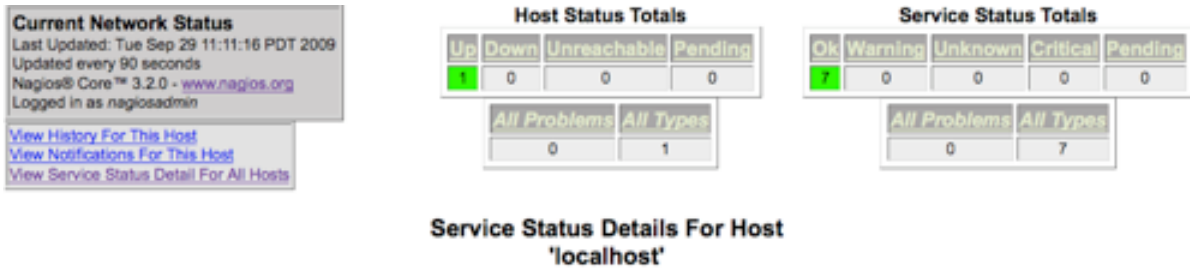 Current Network Status
Last Updated: Tue Sep 29 11:11:16 PDT 2009
Updated every 90 seconds
Nagios® Core™ 3.2.0 - www.nagios.org
Logged in as nagiosadmin
View History For This Host
View Notifications For This Host
View Service Status Detail For All Hosts
Host Status Totals
Up Down Unreachable Pending
1 0 0 0
All Problems All Types
0 1
Service Status Totals
Ok Warning Unknown Critical Pending
7 0 0 0 0
All Problems All Types
0 7
Service Status Details For Host
'localhost'